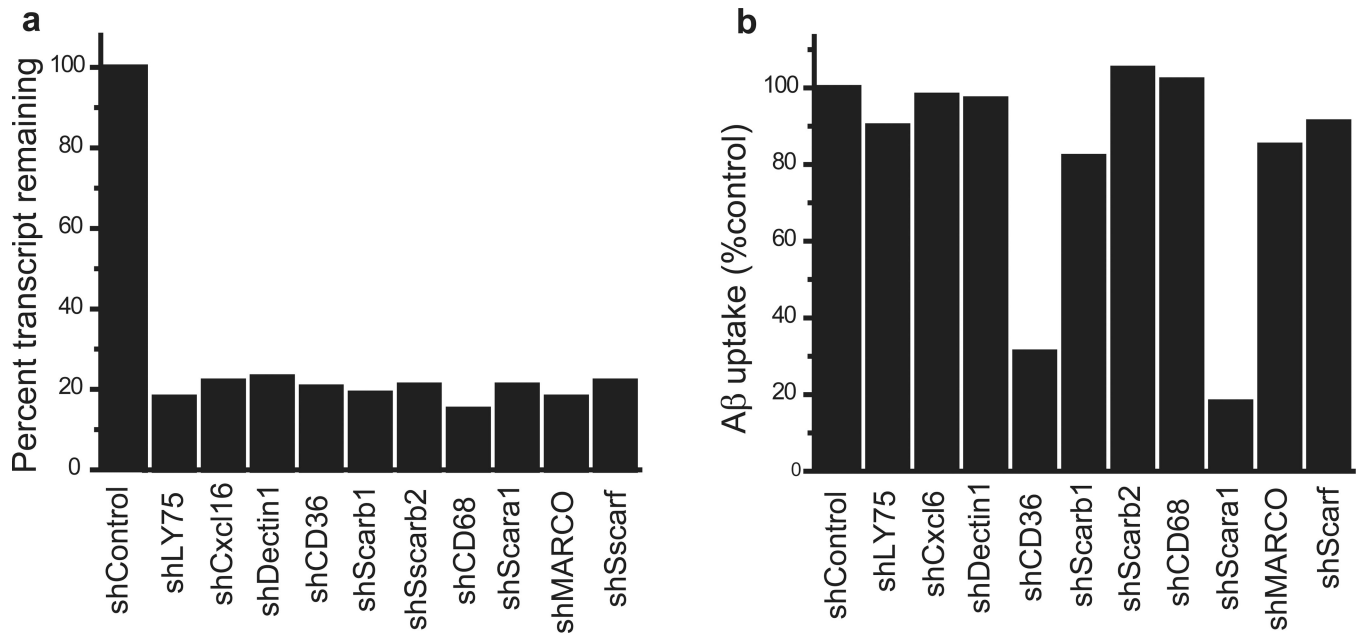 a
Percent transcript remaining
100
80
60
40
20
0
shControl
shLY75
shCxcl16
shDectin1
shCD36
shScarb1
shSscarb2
shCD68
shScara1
shMARCO
shSscarf
b
Aβ uptake (%control)
100
80
60
40
20
0
shControl
shLY75
shCxcl6
shDectin1
shCD36
shScarb1
shScarb2
shCD68
shScara1
shMARCO
shScarf